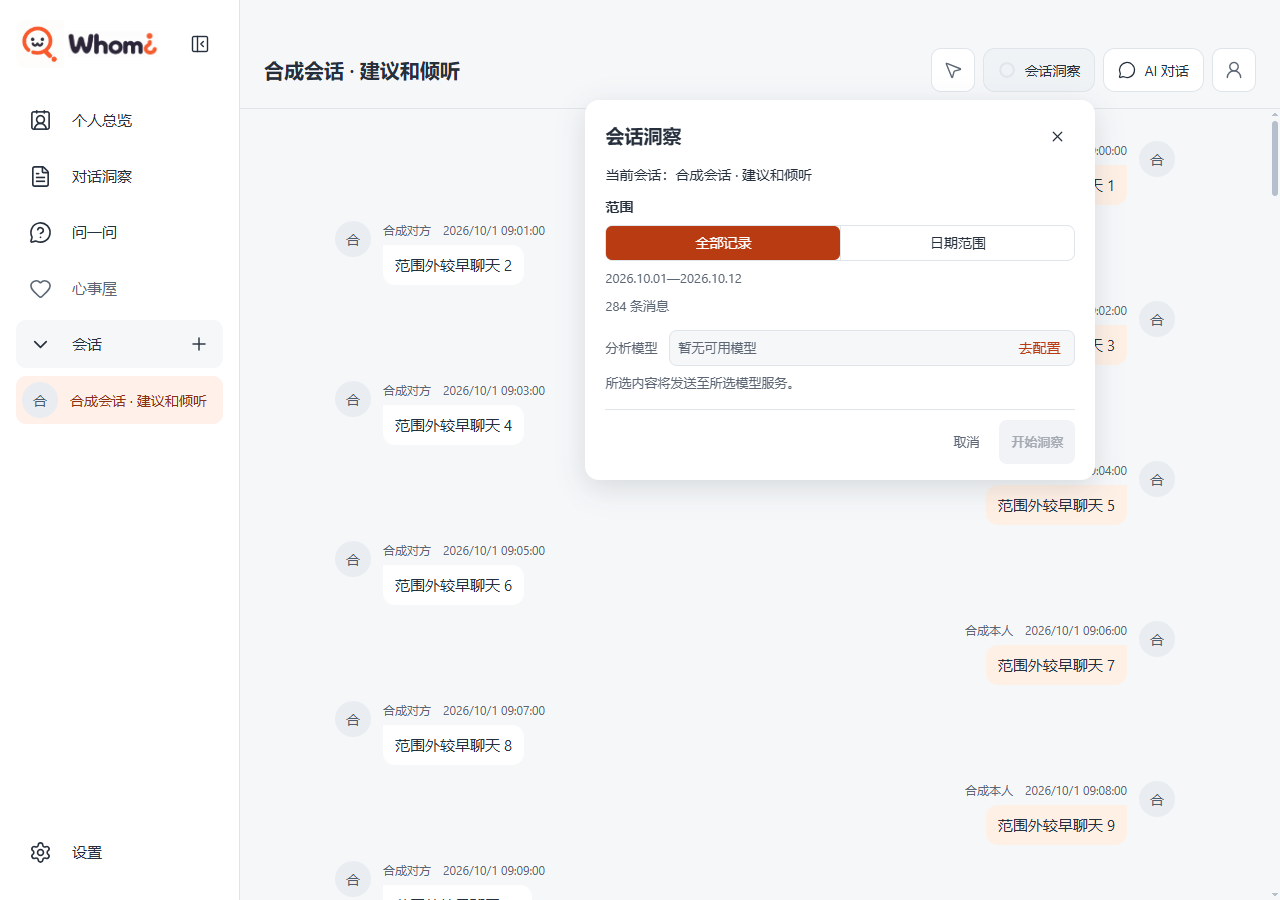 Whomi
个人总览
对话洞察
问一问
心事屋
会话
合 合成会话 · 建议和倾听
设置
合成会话 · 建议和倾听
会话洞察
AI 对话
会话洞察
当前会话：合成会话 · 建议和倾听
范围
全部记录 日期范围
2026.10.01—2026.10.12
284 条消息
分析模型 暂无可用模型 去配置
所选内容将发送至所选模型服务。
取消 开始洞察
:00:00 合
天 1
合 合成对方 2026/10/1 09:01:00
范围外较早聊天 2
:02:00 合
天 3
合 合成对方 2026/10/1 09:03:00
范围外较早聊天 4
:04:00 合
范围外较早聊天 5
合 合成对方 2026/10/1 09:05:00
范围外较早聊天 6
合成本人 2026/10/1 09:06:00 合
范围外较早聊天 7
合 合成对方 2026/10/1 09:07:00
范围外较早聊天 8
合成本人 2026/10/1 09:08:00 合
范围外较早聊天 9
合 合成对方 2026/10/1 09:09:00